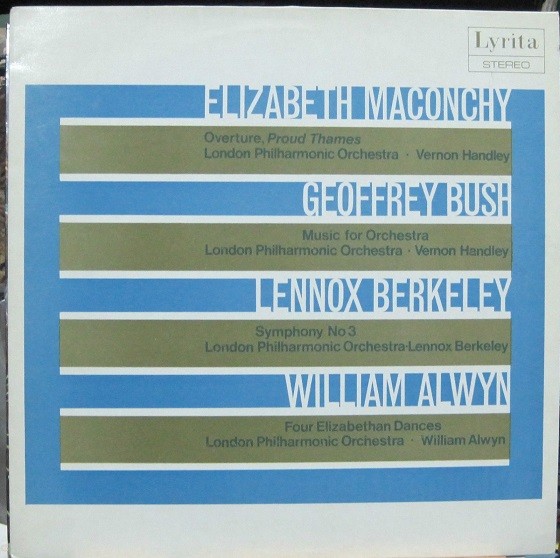 Lyrita
STEREO
ELIZABETH MACONCHY
Overture, Proud Thames
London Philharmonic Orchestra · Vernon Handley
GEOFFREY BUSH
Music for Orchestra
London Philharmonic Orchestra · Vernon Handley
LENNOX BERKELEY
Symphony No 3
London Philharmonic Orchestra·Lennox Berkeley
WILLIAM ALWYN
Four Elizabethan Dances
London Philharmonic Orchestra · William Alwyn